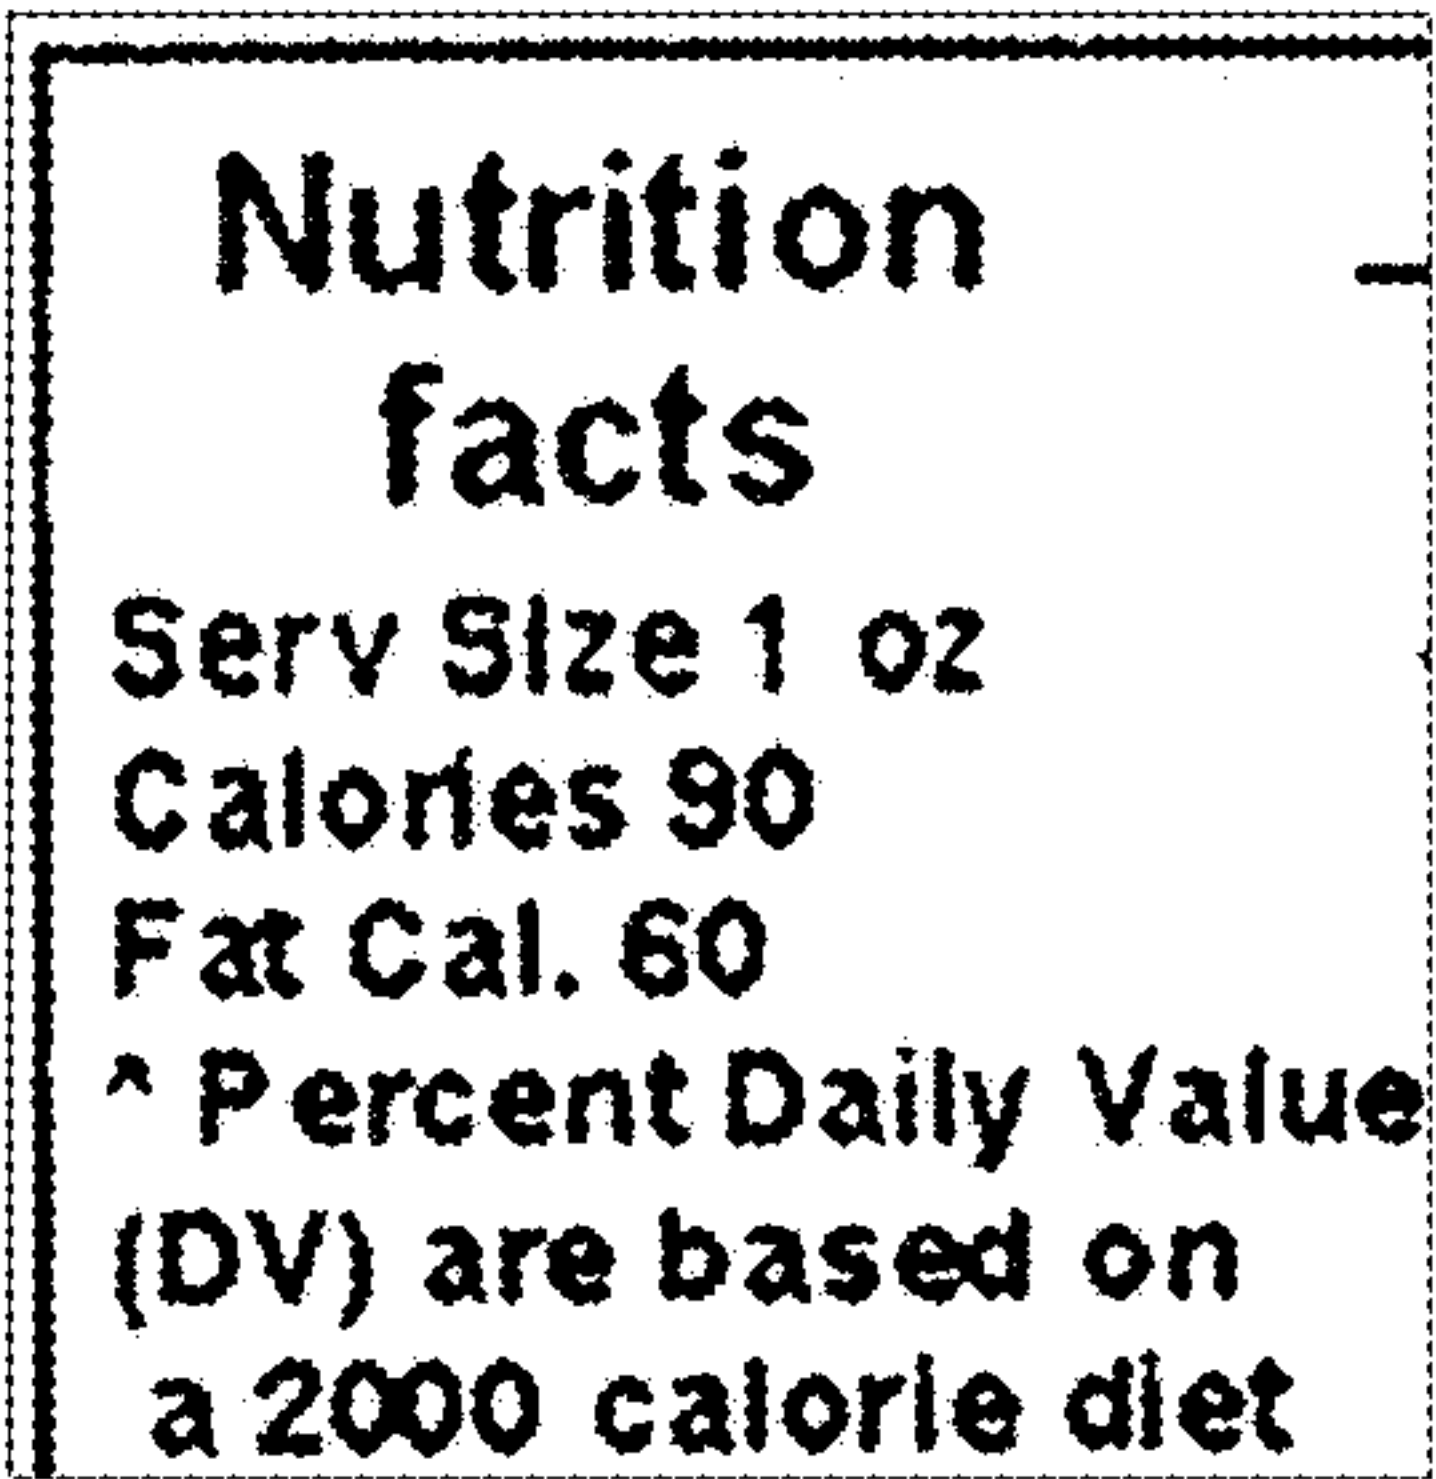 Nutrition
facts
Serv Size 1 oz
Calories 90
Fat Cal. 60
^ Percent Daily Value
(DV) are based on
a 2000 calorie diet